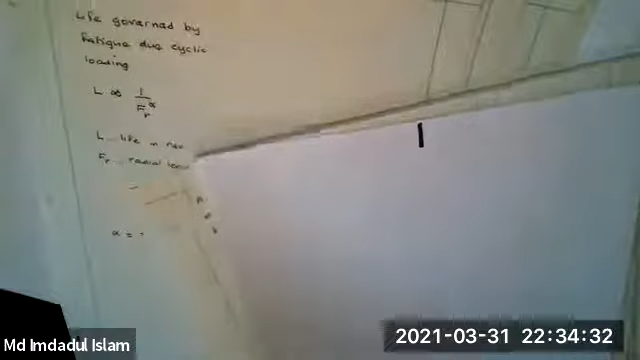 Life governed by
fatigue due cyclic
loading
L ∝ 1/Fr^α
L .. life in rev
Fr .. radial load
α =
Md Imdadul Islam
2021-03-31 22:34:32